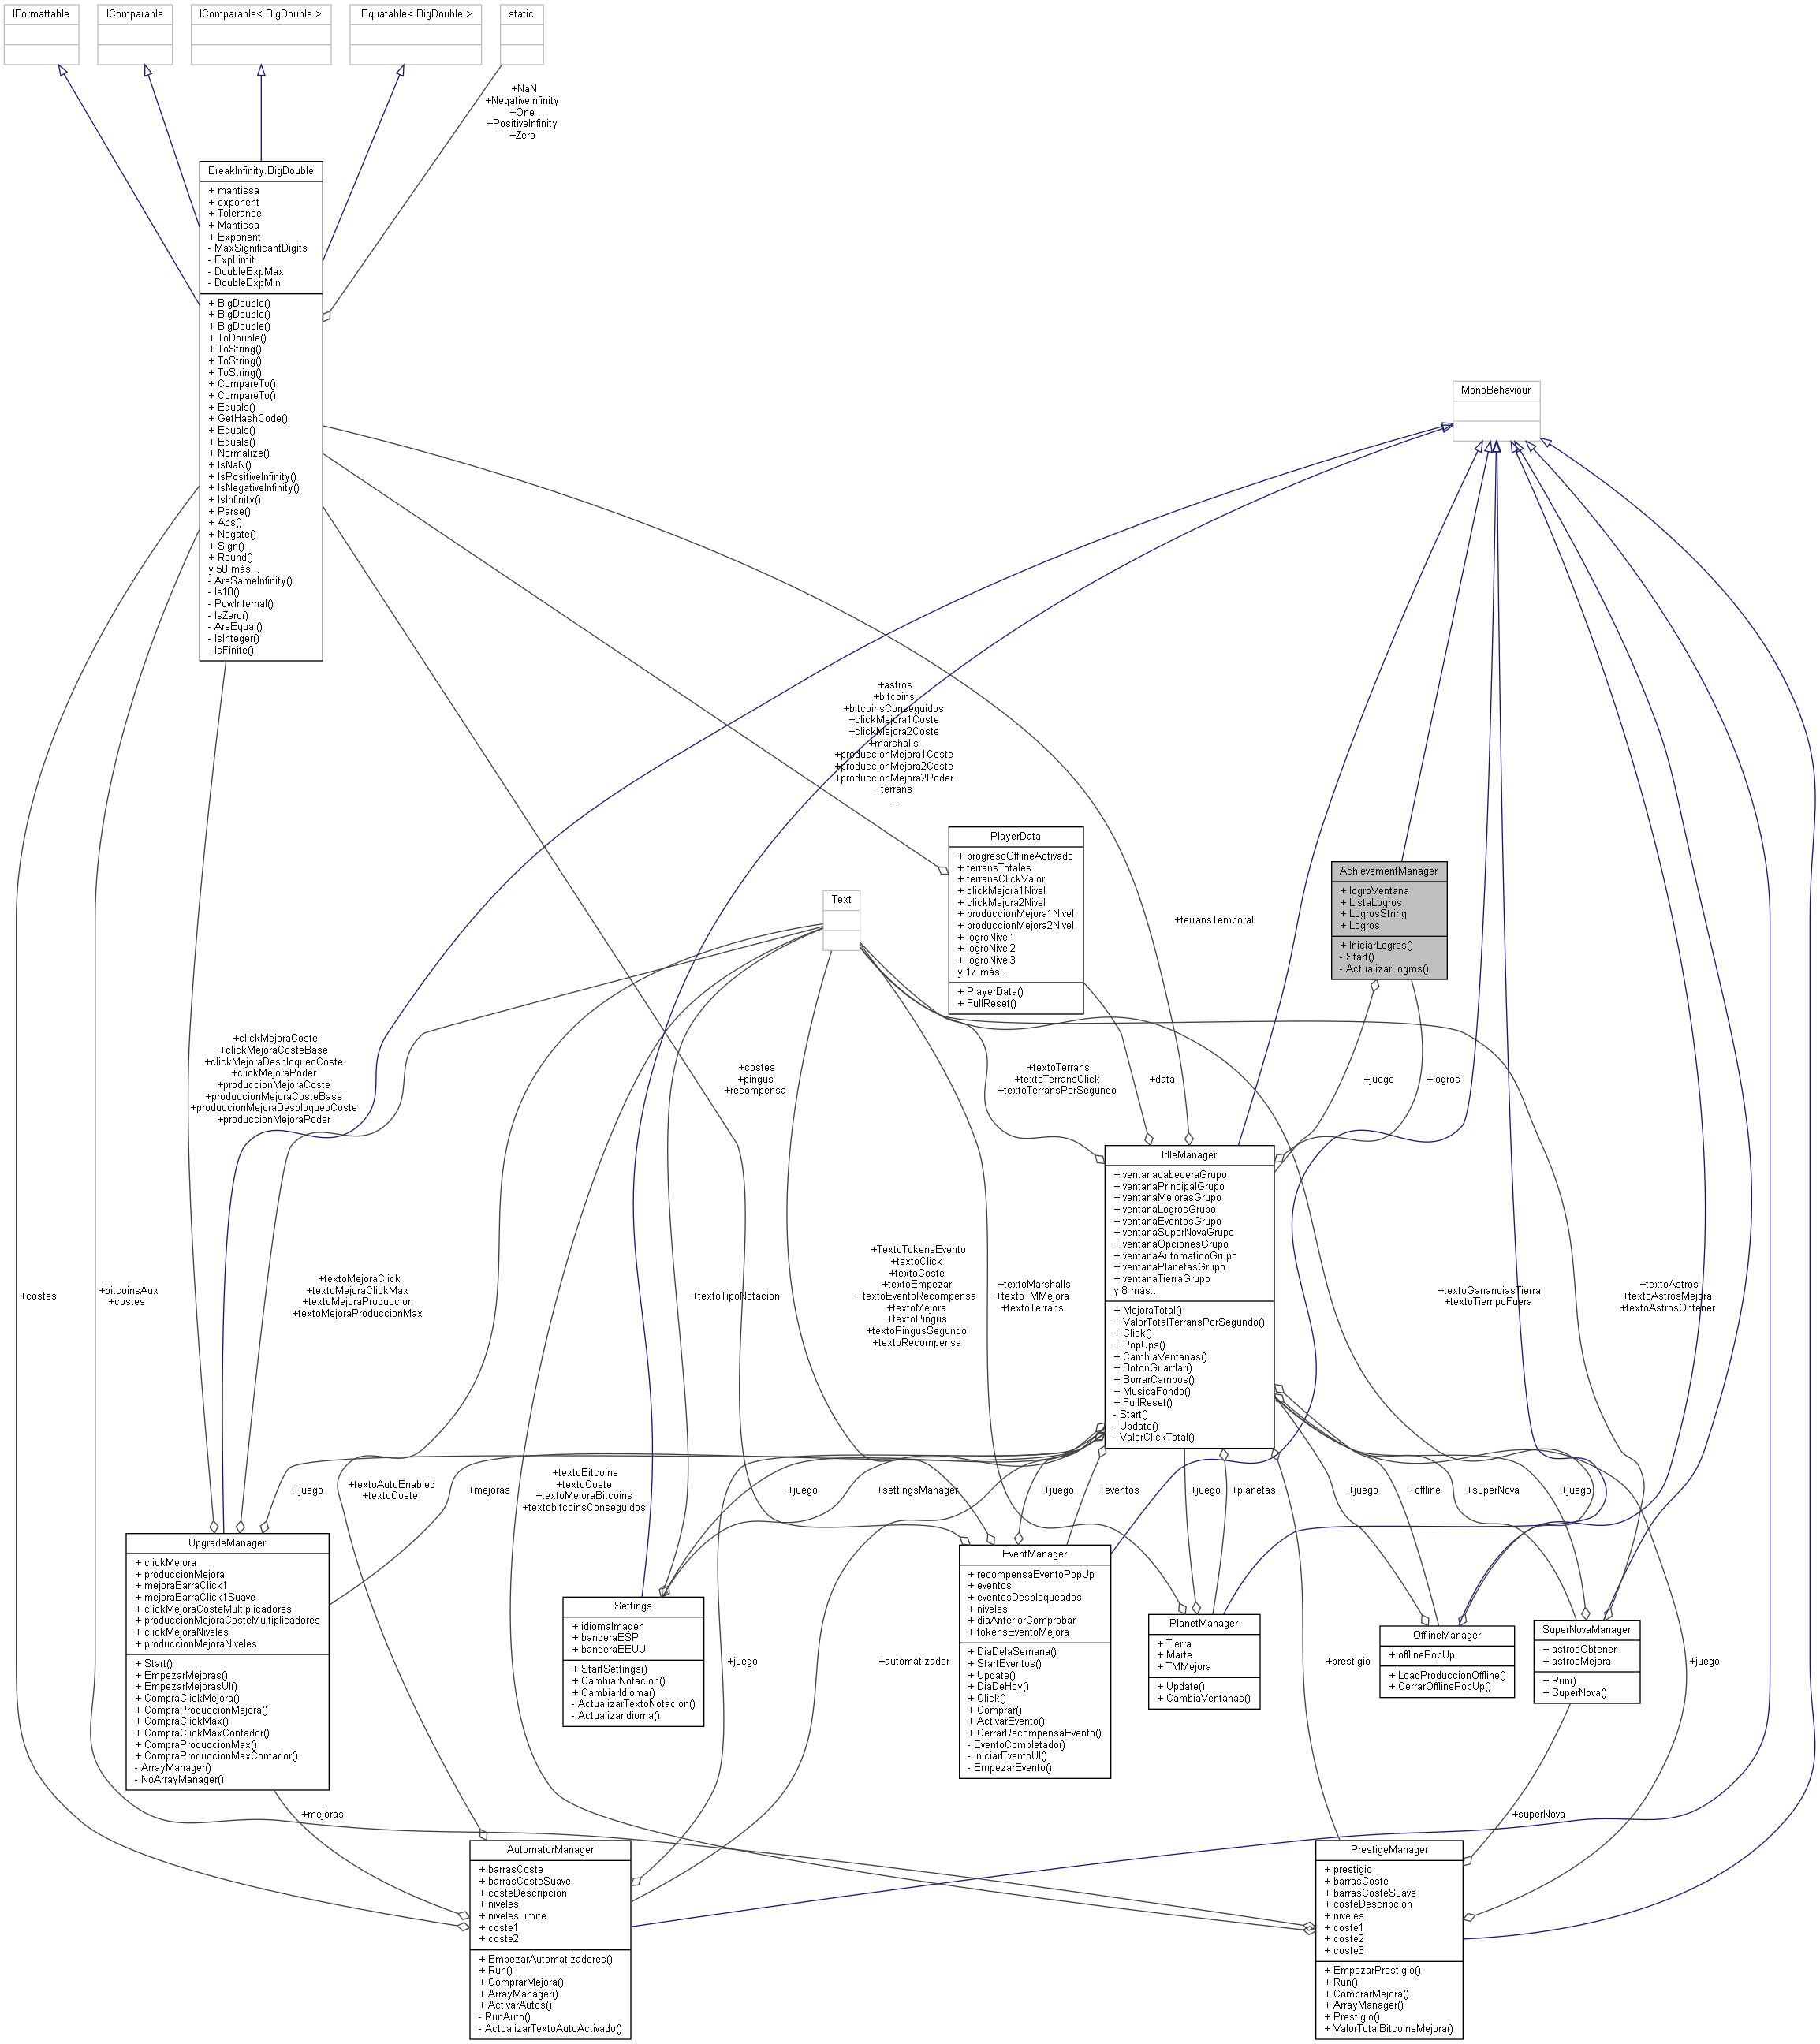 IFormattable
IComparable
IComparable< BigDouble >
IEquatable< BigDouble >
static
+NaN
+NegativeInfinity
+One
+PositiveInfinity
+Zero
BreakInfinity.BigDouble
+ mantissa
+ exponent
+ Tolerance
+ Mantissa
+ Exponent
- MaxSignificantDigits
- ExpLimit
- DoubleExpMax
- DoubleExpMin
+ BigDouble()
+ BigDouble()
+ BigDouble()
+ ToDouble()
+ ToString()
+ ToString()
+ ToString()
+ CompareTo()
+ CompareTo()
+ Equals()
+ GetHashCode()
+ Equals()
+ Equals()
+ Normalize()
+ IsNaN()
+ IsPositiveInfinity()
+ IsNegativeInfinity()
+ IsInfinity()
+ Parse()
+ Abs()
+ Negate()
+ Sign()
+ Round()
y 50 más...
- AreSameInfinity()
- Is10()
- PowInternal()
- IsZero()
- AreEqual()
- IsInteger()
- IsFinite()
MonoBehaviour
+astros
+bitcoins
+bitcoinsConseguidos
+clickMejora1Coste
+clickMejora2Coste
+marshalls
+produccionMejora1Coste
+produccionMejora2Coste
+produccionMejora2Poder
+terrans
...
PlayerData
+ progresoOfflineActivado
+ terransTotales
+ terransClickValor
+ clickMejora1Nivel
+ clickMejora2Nivel
+ produccionMejora1Nivel
+ produccionMejora2Nivel
+ logroNivel1
+ logroNivel2
+ logroNivel3
y 17 más...
+ PlayerData()
+ FullReset()
Text
+terransTemporal
AchievementManager
+ logroVentana
+ ListaLogros
+ LogrosString
+ Logros
+ IniciarLogros()
- Start()
- ActualizarLogros()
+clickMejoraCoste
+clickMejoraCosteBase
+clickMejoraDesbloqueoCoste
+clickMejoraPoder
+produccionMejoraCoste
+produccionMejoraCosteBase
+produccionMejoraDesbloqueoCoste
+produccionMejoraPoder
+costes
+pingus
+recompensa
+textoTerrans
+textoTerransClick
+textoTerransPorSegundo
+data
+juego
+logros
IdleManager
+ ventanacabeceraGrupo
+ ventanaPrincipalGrupo
+ ventanaMejorasGrupo
+ ventanaLogrosGrupo
+ ventanaEventosGrupo
+ ventanaSuperNovaGrupo
+ ventanaOpcionesGrupo
+ ventanaAutomaticoGrupo
+ ventanaPlanetasGrupo
+ ventanaTierraGrupo
y 8 más...
+ MejoraTotal()
+ ValorTotalTerransPorSegundo()
+ Click()
+ PopUps()
+ CambiaVentanas()
+ BotonGuardar()
+ BorrarCampos()
+ MusicaFondo()
+ FullReset()
- Start()
- Update()
- ValorClickTotal()
+costes
+bitcoinsAux
+costes
+textoMejoraClick
+textoMejoraClickMax
+textoMejoraProduccion
+textoMejoraProduccionMax
+textoTipoNotacion
+TextoTokensEvento
+textoClick
+textoCoste
+textoEmpezar
+textoEventoRecompensa
+textoMejora
+textoPingus
+textoPingusSegundo
+textoRecompensa
+textoMarshalls
+textoTMMejora
+textoTerrans
+textoGananciasTierra
+textoTiempoFuera
+textoAstros
+textoAstrosMejora
+textoAstrosObtener
+juego
+textoAutoEnabled
+textoCoste
+mejoras
+textoBitcoins
+textoCoste
+textoMejoraBitcoins
+textobitcoinsConseguidos
+juego
+settingsManager
+juego
+eventos
+juego
+planetas
+juego
+offline
+superNova
+juego
UpgradeManager
+ clickMejora
+ produccionMejora
+ mejoraBarraClick1
+ mejoraBarraClick1Suave
+ clickMejoraCosteMultiplicadores
+ produccionMejoraCosteMultiplicadores
+ clickMejoraNiveles
+ produccionMejoraNiveles
+ Start()
+ EmpezarMejoras()
+ EmpezarMejorasUI()
+ CompraClickMejora()
+ CompraProduccionMejora()
+ CompraClickMax()
+ CompraClickMaxContador()
+ CompraProduccionMax()
+ CompraProduccionMaxContador()
- ArrayManager()
- NoArrayManager()
Settings
+ idiomaImagen
+ banderaESP
+ banderaEEUU
+ StartSettings()
+ CambiarNotacion()
+ CambiarIdioma()
- ActualizarTextoNotacion()
- ActualizarIdioma()
EventManager
+ recompensaEventoPopUp
+ eventos
+ eventosDesbloqueados
+ niveles
+ diaAnteriorComprobar
+ tokensEventoMejora
+ DiaDeLaSemana()
+ StartEventos()
+ Update()
+ DiaDeHoy()
+ Click()
+ Comprar()
+ ActivarEvento()
+ CerrarRecompensaEvento()
- EventoCompletado()
- IniciarEventoUI()
- EmpezarEvento()
PlanetManager
+ Tierra
+ Marte
+ TMMejora
+ Update()
+ CambiaVentanas()
OfflineManager
+ offlinePopUp
+ LoadProduccionOffline()
+ CerrarOfflinePopUp()
SuperNovaManager
+ astrosObtener
+ astrosMejora
+ Run()
+ SuperNova()
+juego
+automatizador
+prestigio
+juego
+mejoras
+superNova
AutomatorManager
+ barrasCoste
+ barrasCosteSuave
+ costeDescripcion
+ niveles
+ nivelesLimite
+ coste1
+ coste2
+ EmpezarAutomatizadores()
+ Run()
+ ComprarMejora()
+ ArrayManager()
+ ActivarAutos()
- RunAuto()
- ActualizarTextoAutoActivado()
PrestigeManager
+ prestigio
+ barrasCoste
+ barrasCosteSuave
+ costeDescripcion
+ niveles
+ coste1
+ coste2
+ coste3
+ EmpezarPrestigio()
+ Run()
+ ComprarMejora()
+ ArrayManager()
+ Prestigio()
+ ValorTotalBitcoinsMejora()